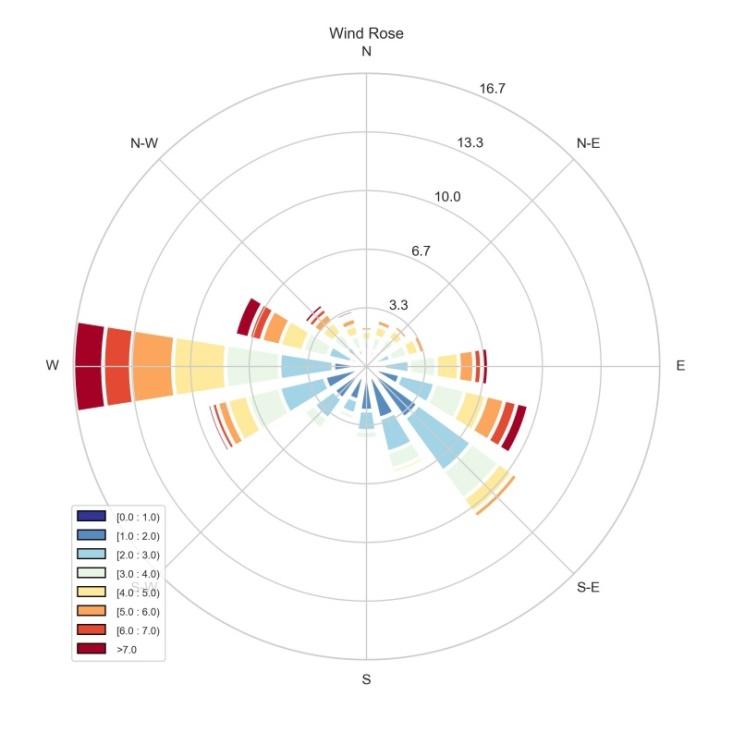 Wind Rose
N
16.7
N-W
13.3
N-E
10.0
6.7
3.3
W
E
[0.0 : 1.0)
[1.0 : 2.0)
[2.0 : 3.0)
[3.0 : 4.0)
S-W
[4.0 : 5.0)
S-E
[5.0 : 6.0)
[6.0 : 7.0)
>7.0
S